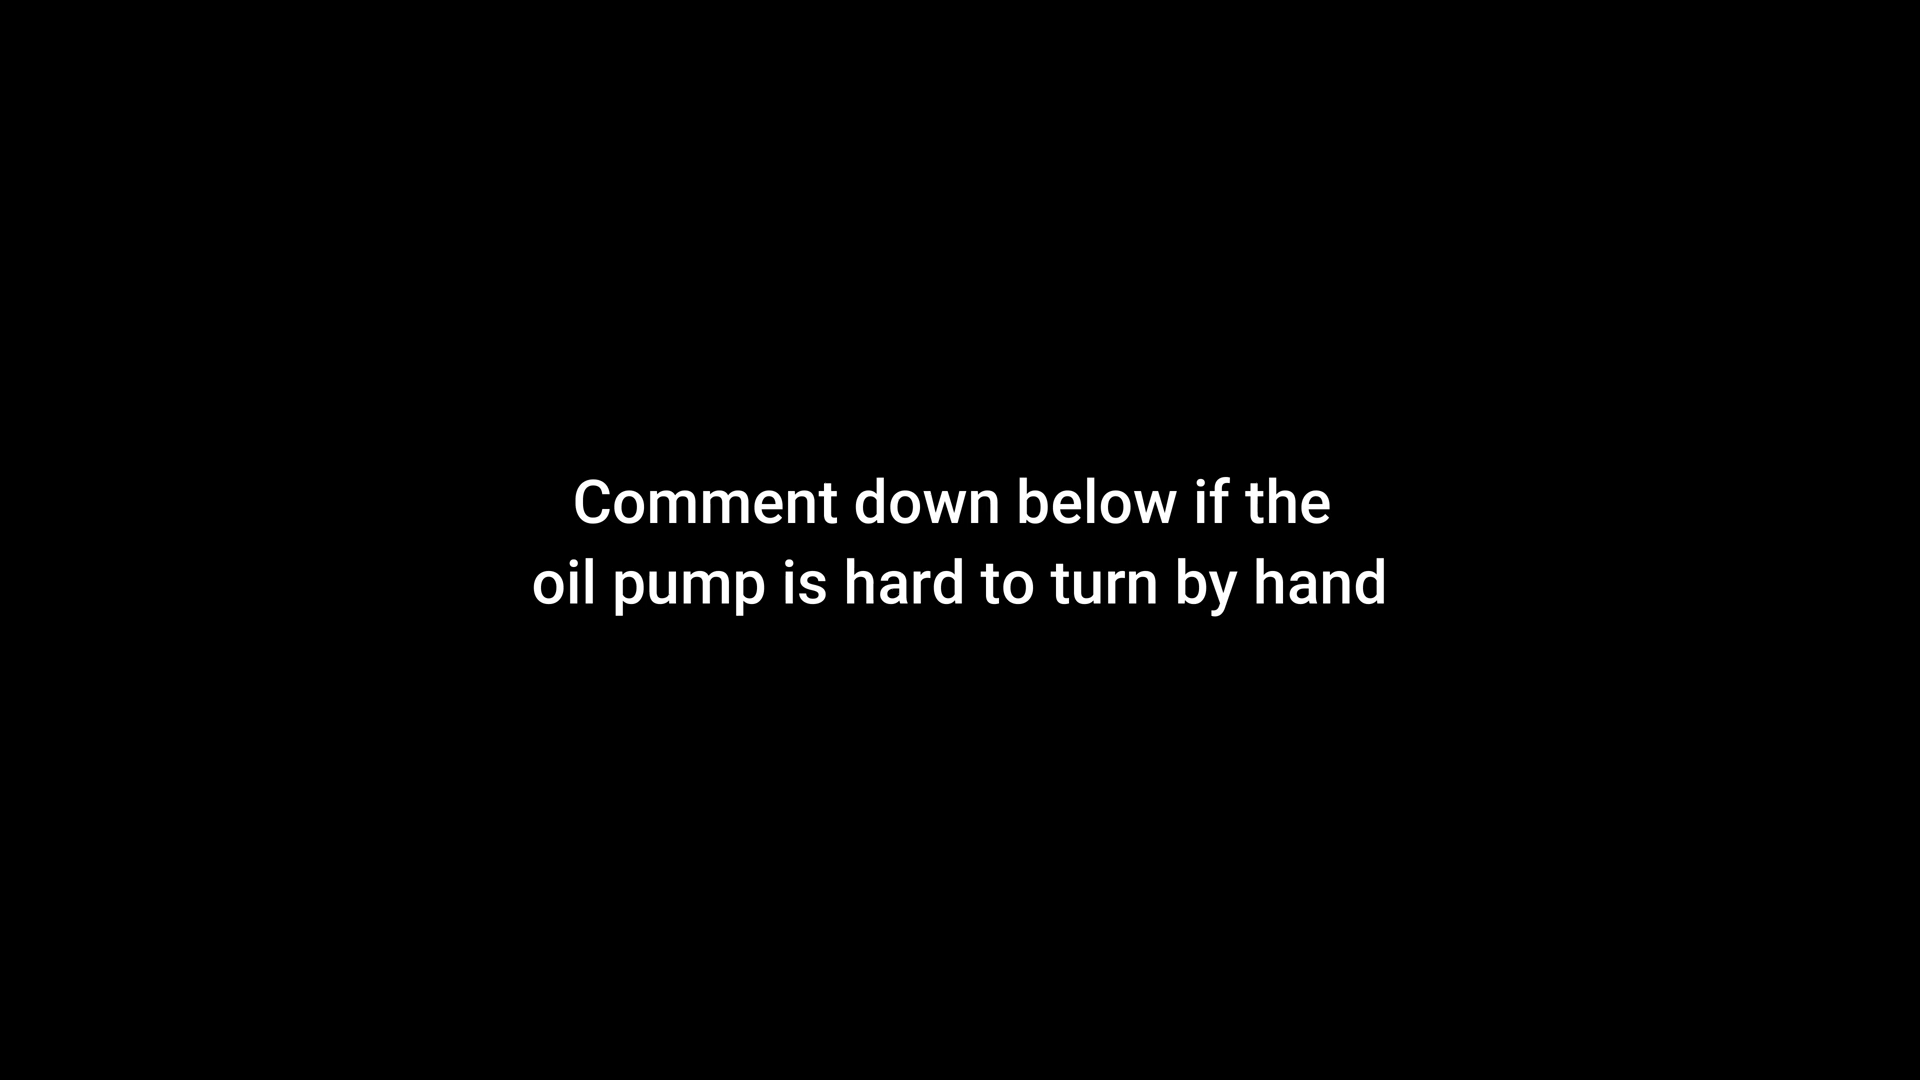 Comment down below if the
oil pump is hard to turn by hand